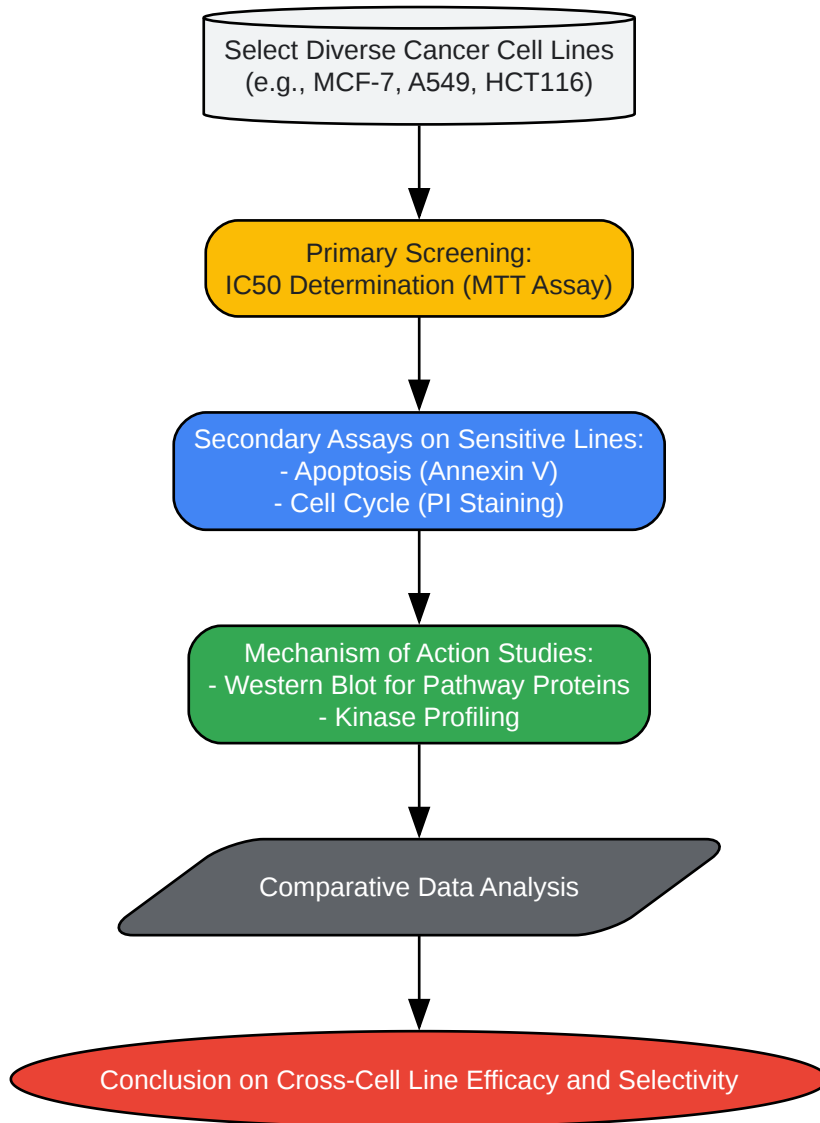 Select Diverse Cancer Cell Lines
(e.g., MCF-7, A549, HCT116)
Primary Screening:
IC50 Determination (MTT Assay)
Secondary Assays on Sensitive Lines:
- Apoptosis (Annexin V)
- Cell Cycle (PI Staining)
Mechanism of Action Studies:
- Western Blot for Pathway Proteins
- Kinase Profiling
Comparative Data Analysis
Conclusion on Cross-Cell Line Efficacy and Selectivity